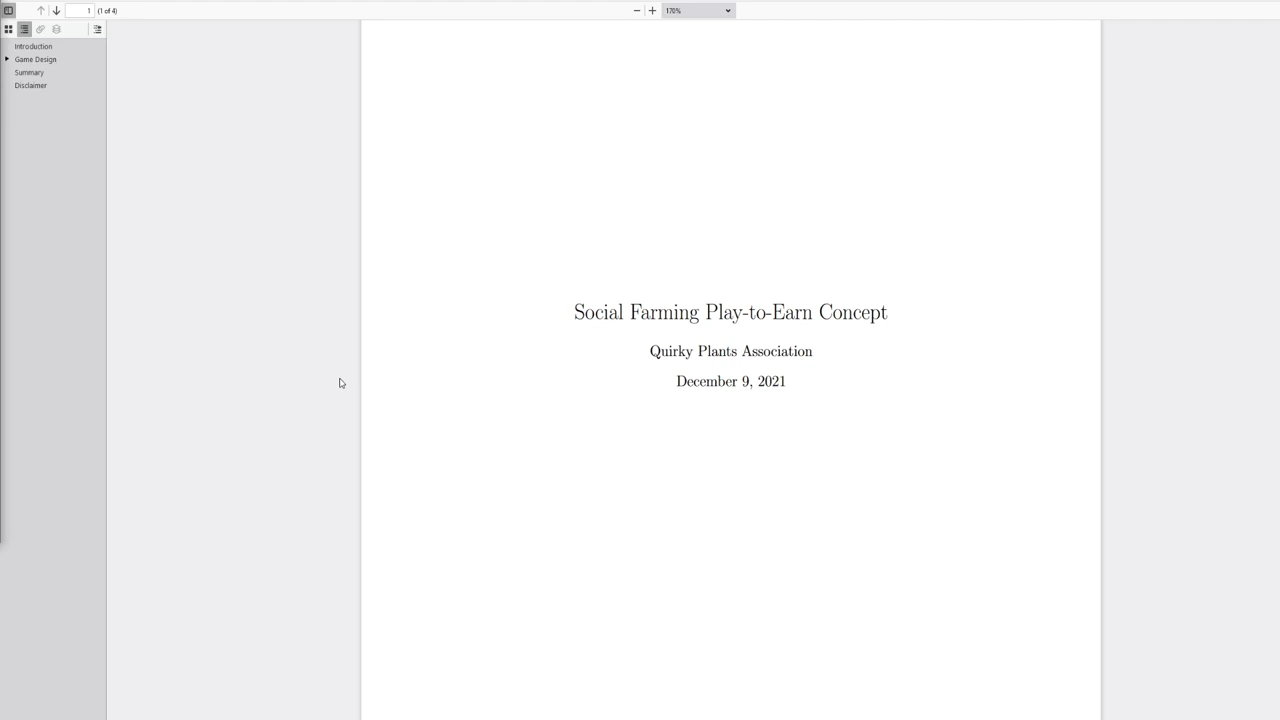 1 (1 of 4) 170%
Introduction
Game Design
Summary
Disclaimer
Social Farming Play-to-Earn Concept
Quirky Plants Association
December 9, 2021